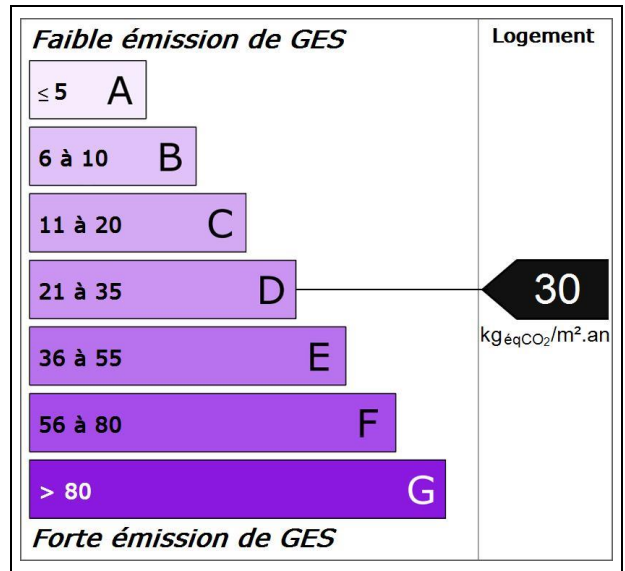 Faible émission de GES
Logement
≤ 5 A
6 à 10 B
11 à 20 C
21 à 35 D
30
kgéqCO₂/m².an
36 à 55 E
56 à 80 F
> 80 G
Forte émission de GES